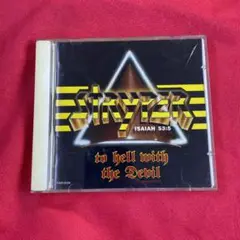 Stryper
ISAIAH 53:5
to hell with
the Devil